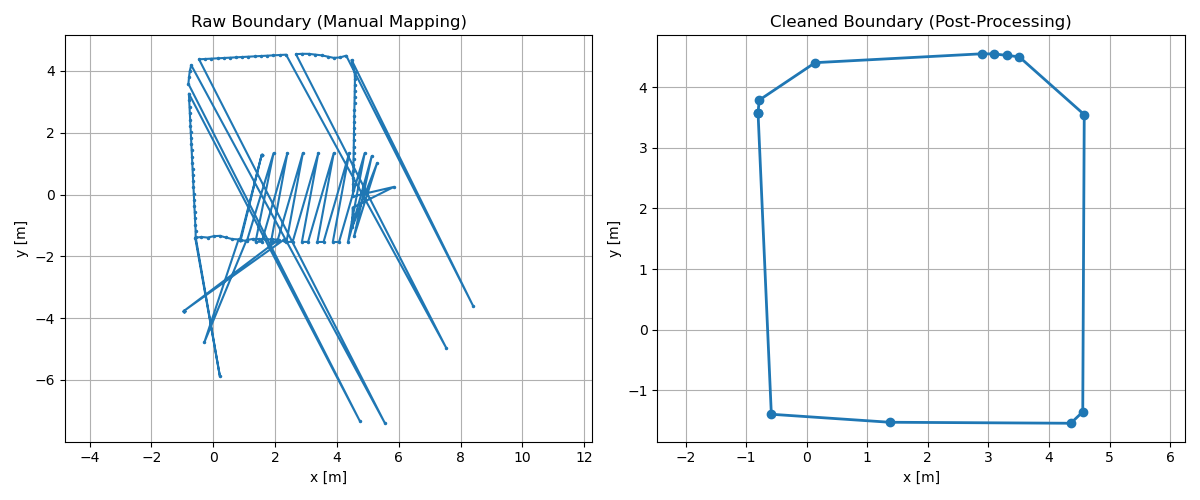 Raw Boundary (Manual Mapping)
4
2
0
−2
−4
−6
y [m]
−4 −2 0 2 4 6 8 10 12
x [m]
Cleaned Boundary (Post-Processing)
4
3
2
1
0
−1
y [m]
−2 −1 0 1 2 3 4 5 6
x [m]